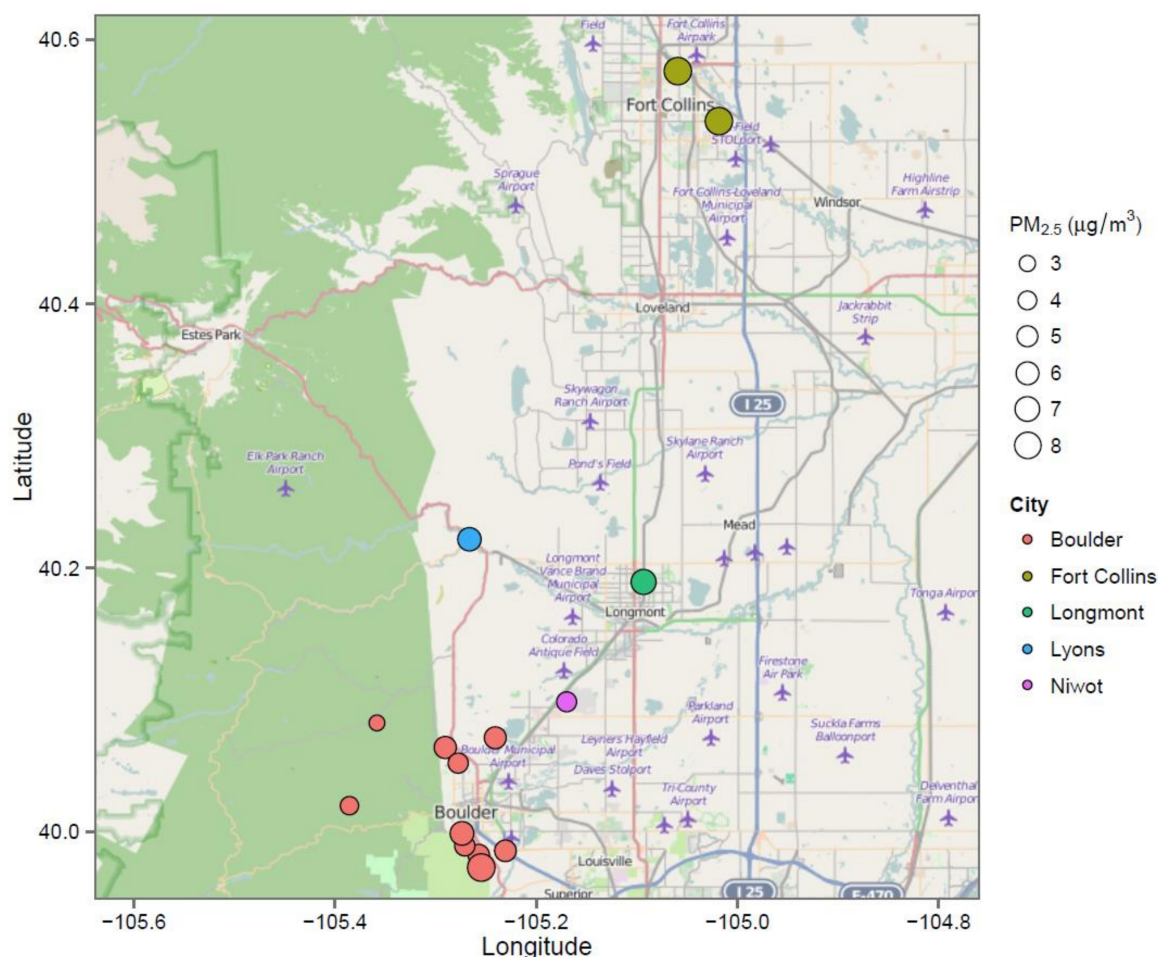 40.6
40.4
40.2
40.0
Latitude
−105.6
−105.4
−105.2
−105.0
−104.8
Longitude
Field
Fort Collins
Airpark
Fort Collins
Field
STOLport
Sprague
Airport
Fort Collins-Loveland
Municipal
Airport
Highline
Farm Airstrip
Windsor
Loveland
Jackrabbit
Strip
Estes Park
Skywagon
Ranch Airport
I 25
Elk Park Ranch
Airport
Pond's Field
Skylane Ranch
Airport
Mead
Longmont
Vance Brand
Municipal
Airport
Longmont
Tonga Airport
Colorado
Antique Field
Firestone
Air Park
Parkland
Airport
Suckla Farms
Balloonport
Boulder Municipal
Airport
Leyners Hayfield
Airport
Daves Stolport
Tri-County
Airport
Delventhal
Farm Airport
Boulder
Louisville
Superior
I 25
E-470
PM2.5 (μg/m³)
3
4
5
6
7
8
City
Boulder
Fort Collins
Longmont
Lyons
Niwot